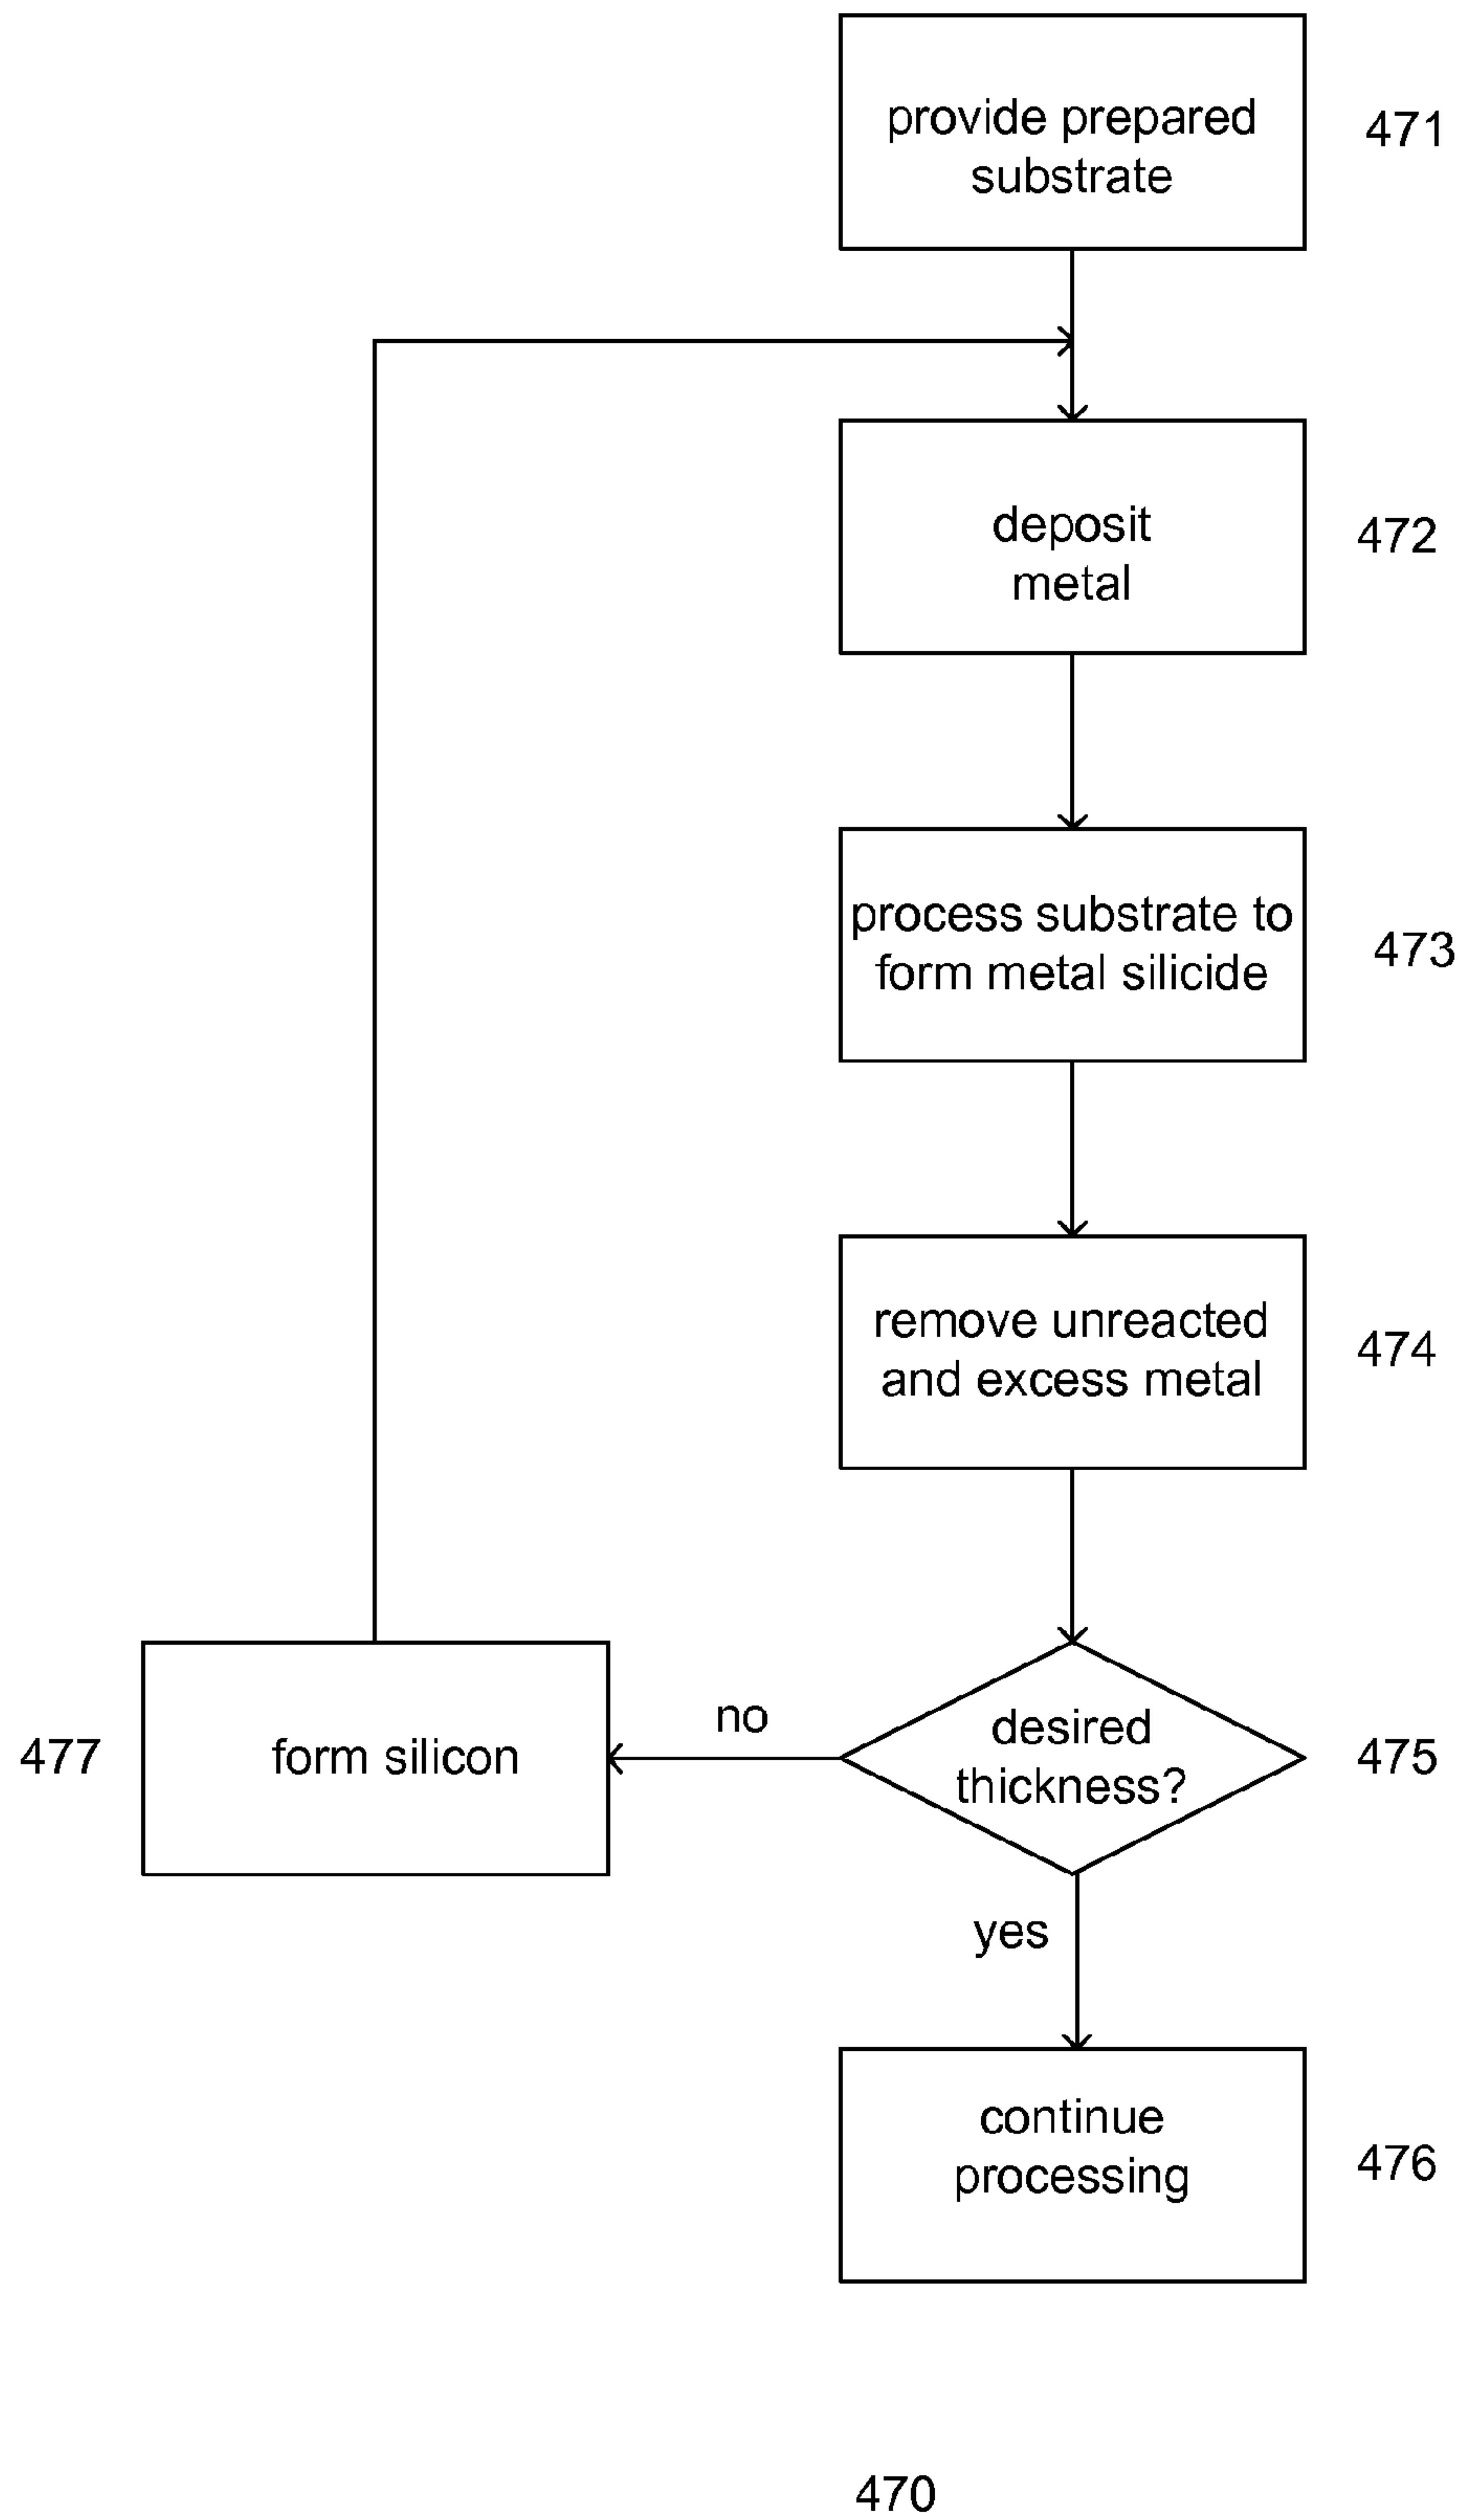 provide prepared
substrate
471
deposit
metal
472
process substrate to
form metal silicide
473
remove unreacted
and excess metal
474
desired
thickness?
475
no
form silicon
477
yes
continue
processing
476
470